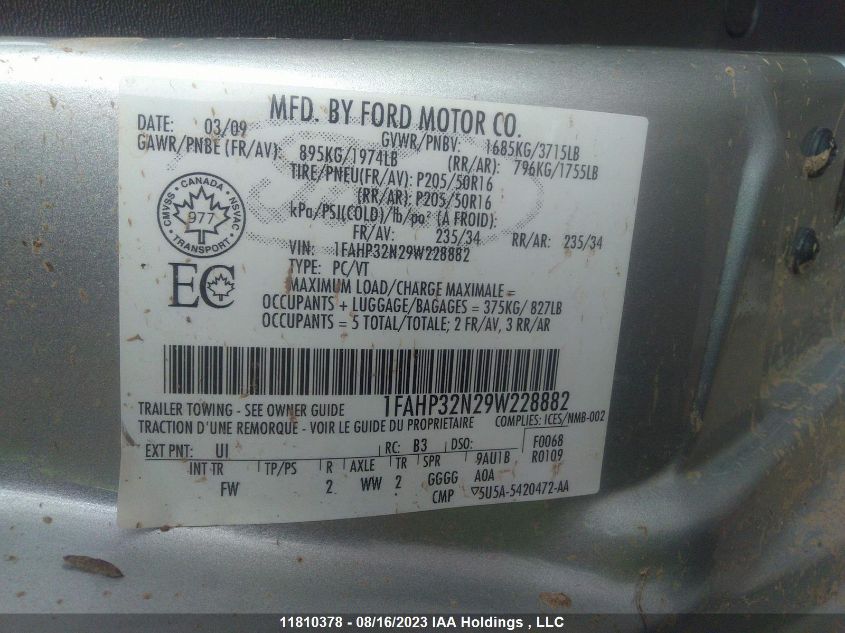 MFD. BY FORD MOTOR CO.
DATE: 03/09 GVWR/PNBV: 1685KG/3715LB
GAWR/PNBE (FR/AV): 895KG/1974LB (RR/AR): 796KG/1755LB
TIRE/PNEU(FR/AV): P205/50R16
(RR/AR): P205/50R16
kPa/PSI(COLD)/lb/po² (A FROID):
FR/AV: 235/34 RR/AR: 235/34
CANADA
CMVSS
NSVAC
977
TRANSPORT
VIN: 1FAHP32N29W228882
TYPE: PC/VT
EC
MAXIMUM LOAD/CHARGE MAXIMALE =
OCCUPANTS + LUGGAGE/BAGAGES = 375KG/ 827LB
OCCUPANTS = 5 TOTAL/TOTALE; 2 FR/AV, 3 RR/AR
1FAHP32N29W228882
TRAILER TOWING - SEE OWNER GUIDE
TRACTION D'UNE REMORQUE - VOIR LE GUIDE DU PROPRIETAIRE
COMPLIES: ICES/NMB-002
EXT PNT: UI RC: B3 DSO: F0068
INT TR TP/PS R AXLE TR SPR 9AU1B R0109
FW 2 WW 2 GGGG A0A
CMP ▽5U5A-5420472-AA
11810378 - 08/16/2023 IAA Holdings , LLC